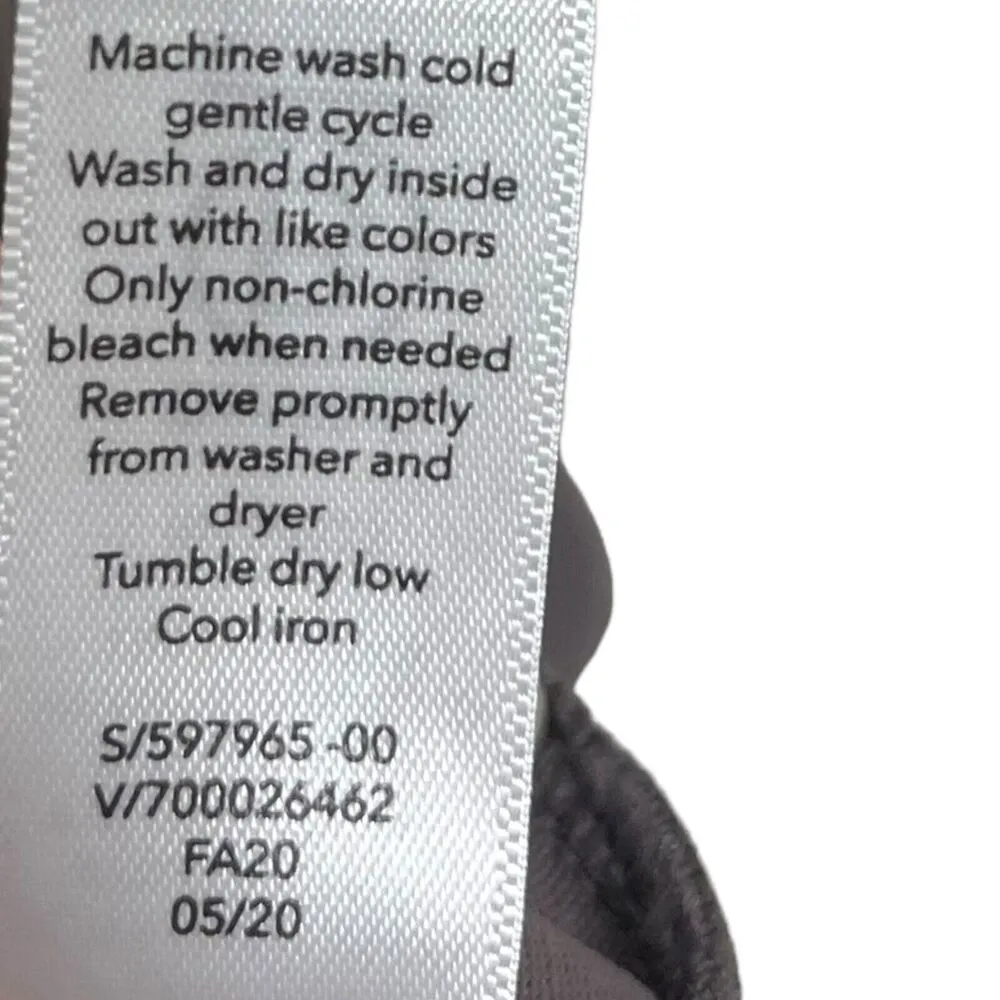 Machine wash cold
gentle cycle
Wash and dry inside
out with like colors
Only non-chlorine
bleach when needed
Remove promptly
from washer and
dryer
Tumble dry low
Cool iron
S/597965-00
V/700026462
FA20
05/20